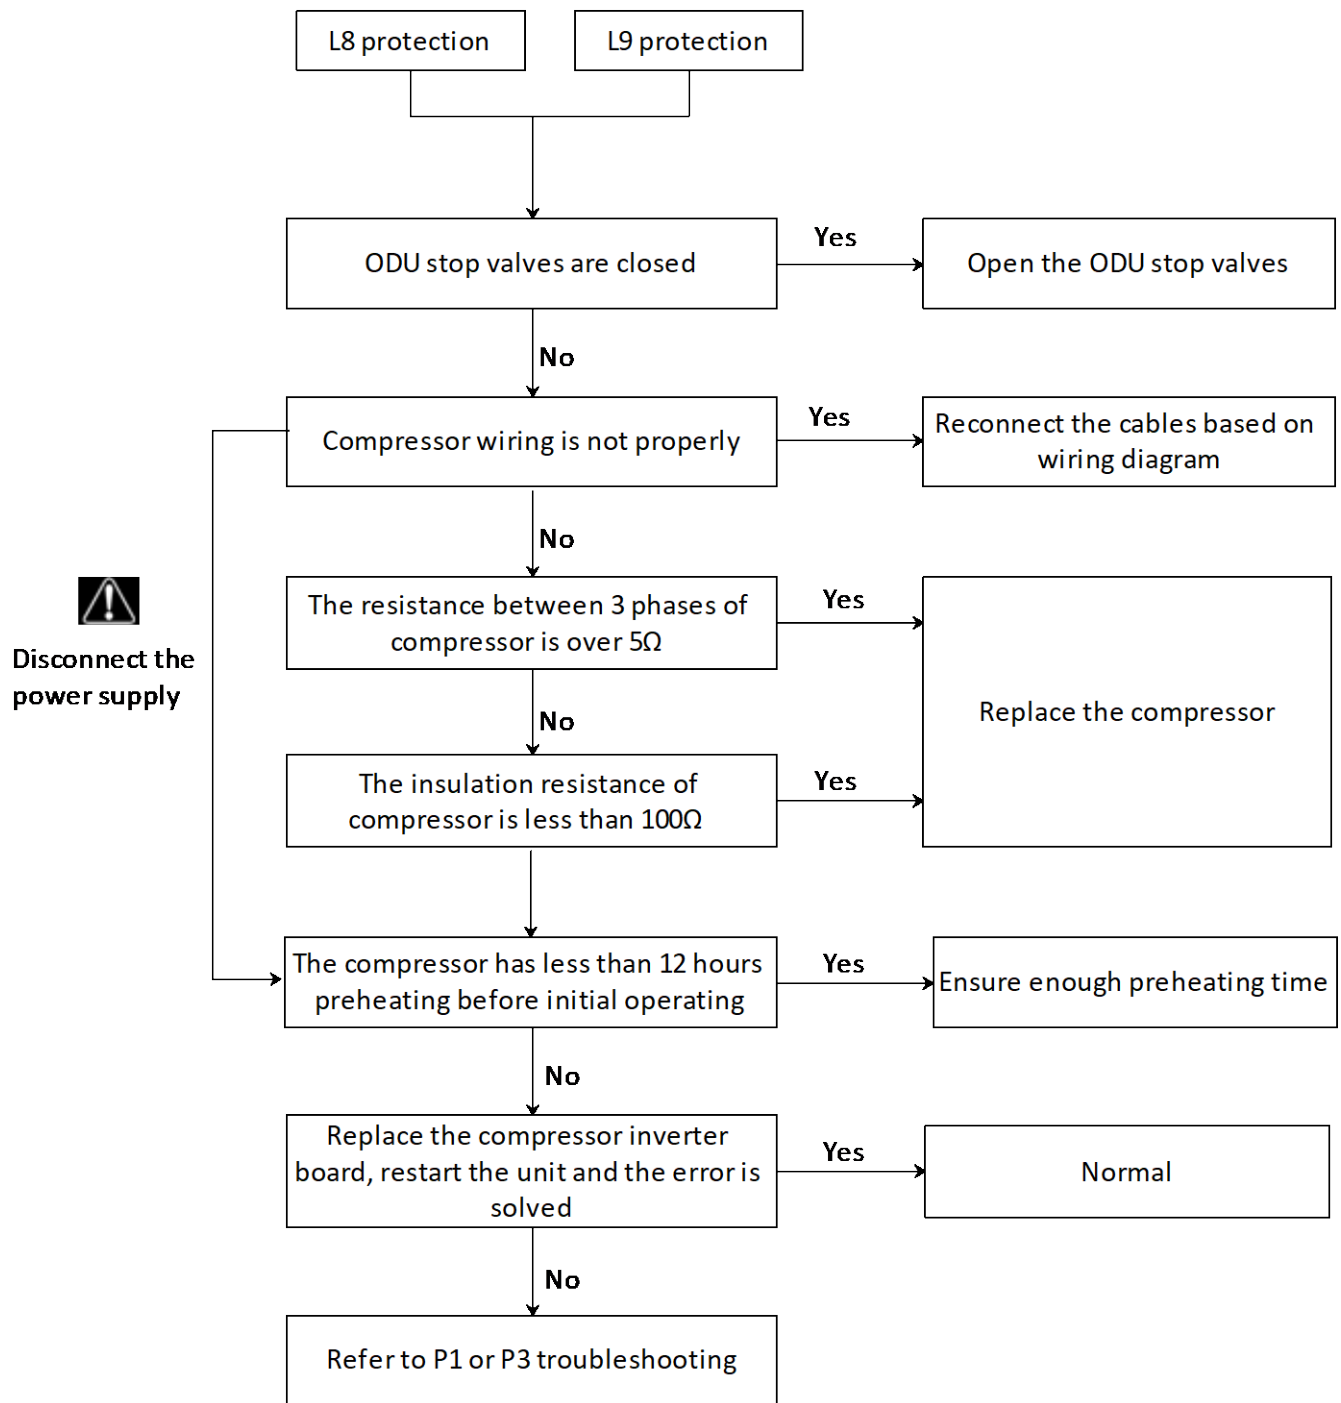 L8 protection
L9 protection
ODU stop valves are closed
Yes
Open the ODU stop valves
No
Compressor wiring is not properly
Yes
Reconnect the cables based on
wiring diagram
No
Disconnect the
power supply
The resistance between 3 phases of
compressor is over 5Ω
Yes
Replace the compressor
No
The insulation resistance of
compressor is less than 100Ω
Yes
The compressor has less than 12 hours
preheating before initial operating
Yes
Ensure enough preheating time
No
Replace the compressor inverter
board, restart the unit and the error is
solved
Yes
Normal
No
Refer to P1 or P3 troubleshooting